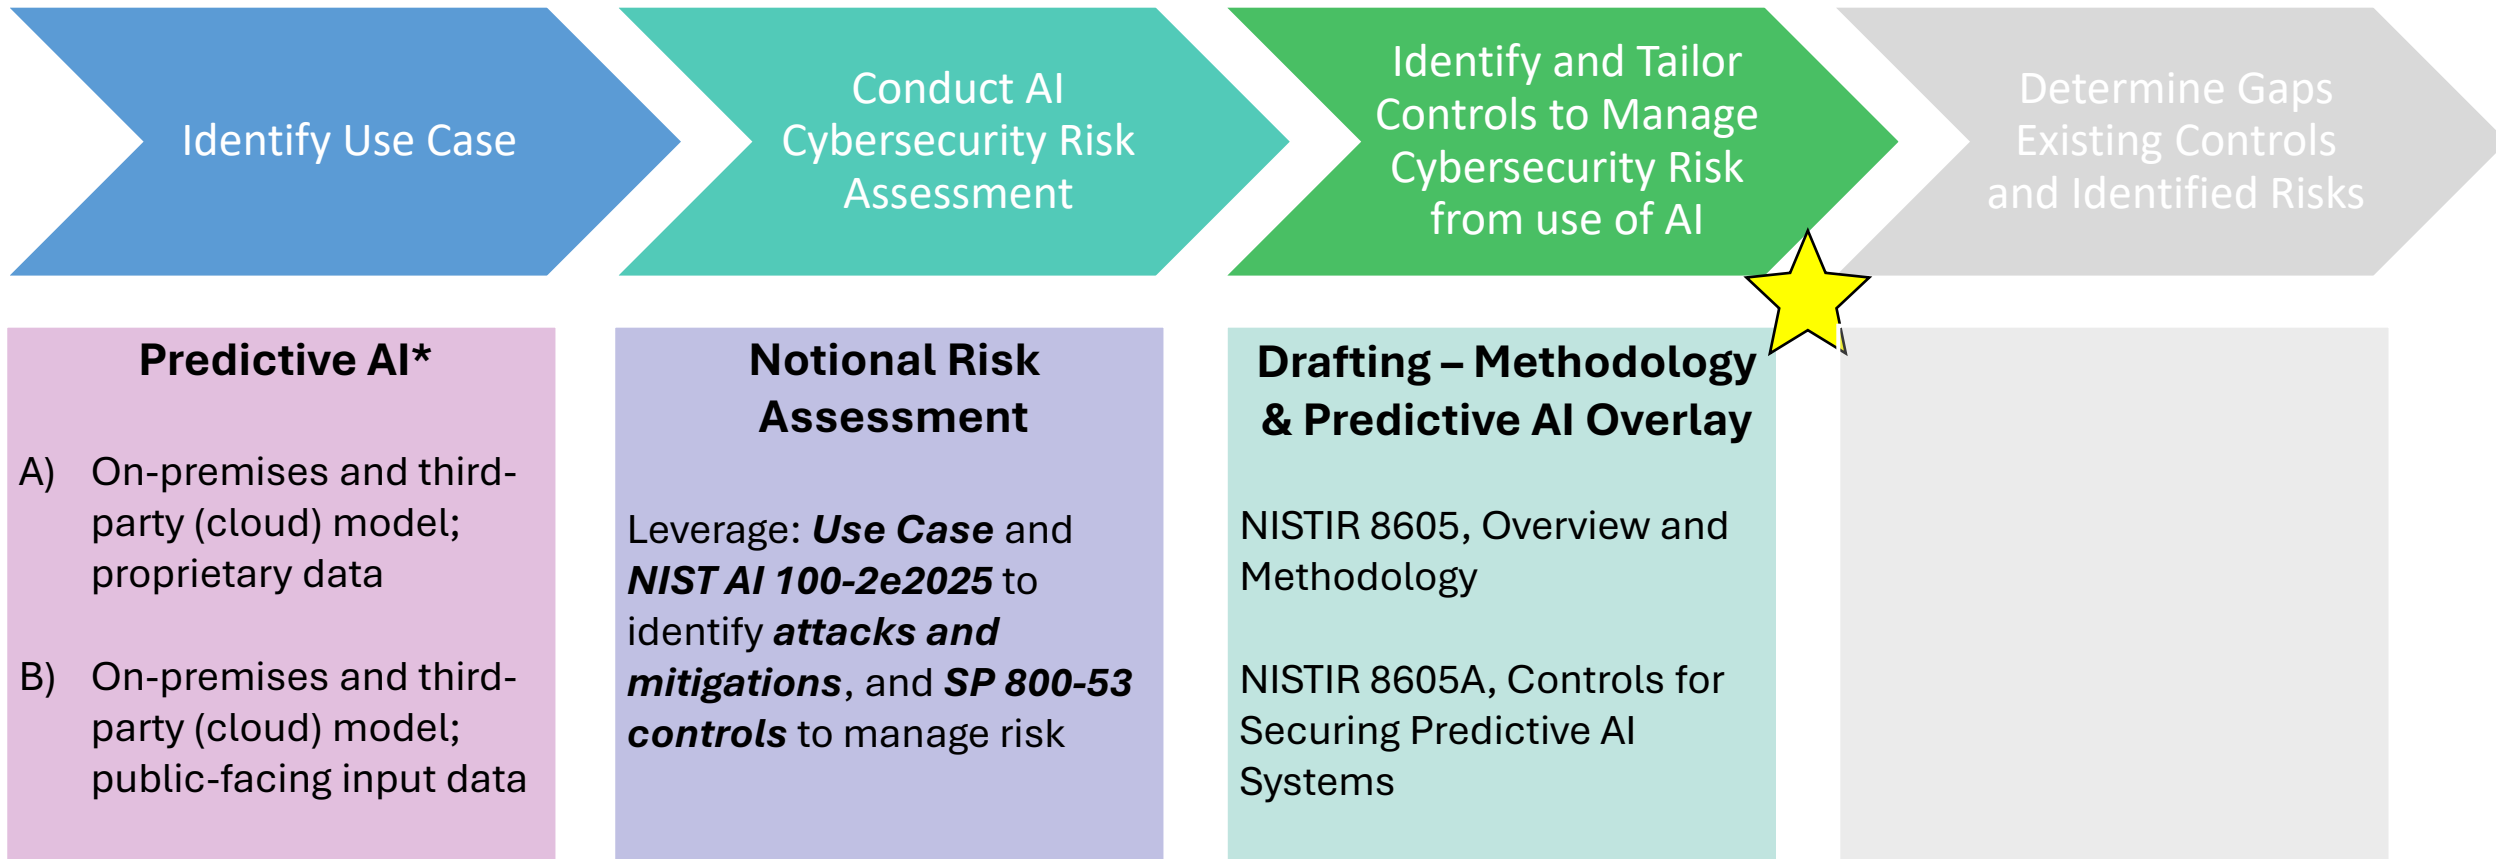 Identify Use Case
Conduct AI
Cybersecurity Risk
Assessment
Identify and Tailor
Controls to Manage
Cybersecurity Risk
from use of AI
Determine Gaps
Existing Controls
and Identified Risks
Predictive AI*
A) On-premises and third-
party (cloud) model;
proprietary data
B) On-premises and third-
party (cloud) model;
public-facing input data
Notional Risk
Assessment
Leverage: Use Case and
NIST AI 100-2e2025 to
identify attacks and
mitigations, and SP 800-53
controls to manage risk
Drafting – Methodology
& Predictive AI Overlay
NISTIR 8605, Overview and
Methodology
NISTIR 8605A, Controls for
Securing Predictive AI
Systems